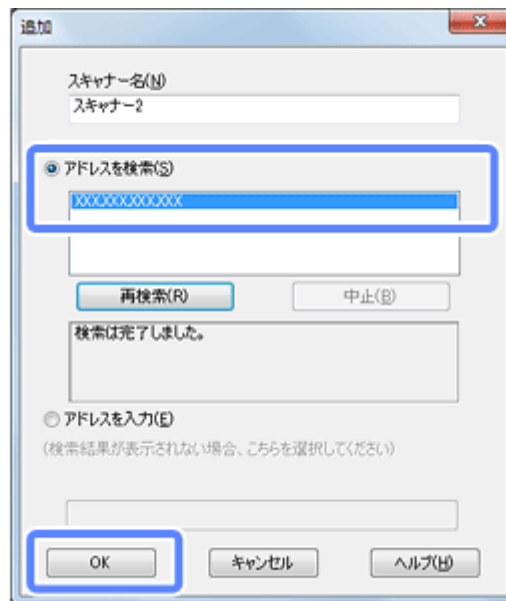 追加
スキャナー名(N)
スキャナー2
アドレスを検索(S)
XXXXXXXXXXXX
再検索(R)
中止(B)
検索は完了しました。
アドレスを入力(E)
(検索結果が表示されない場合、こちらを選択してください)
OK
キャンセル
ヘルプ(H)